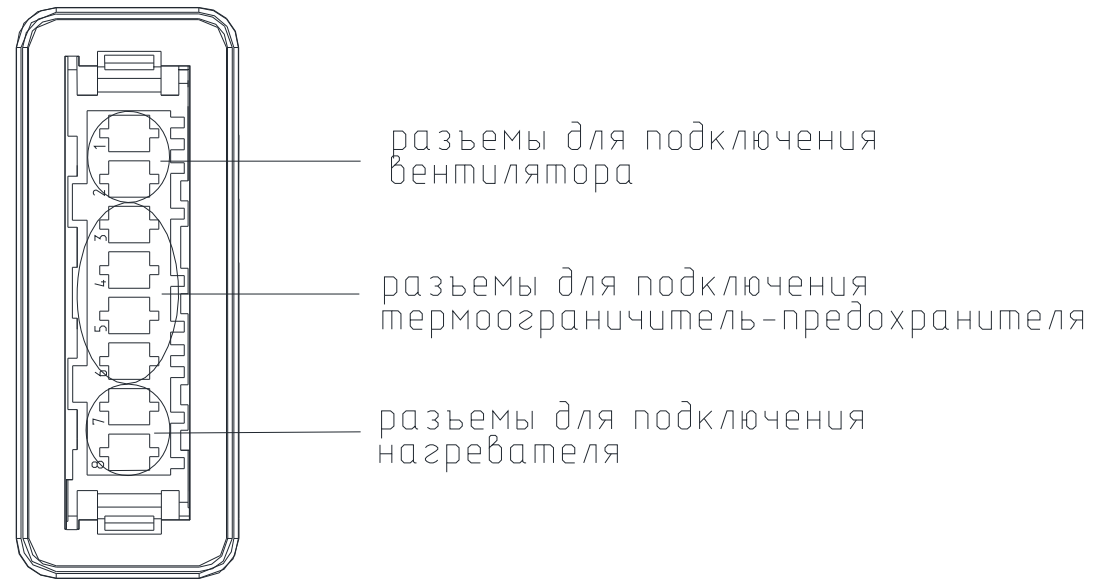 1
2
3
4
5
6
7
8
разъемы для подключения
вентилятора
разъемы для подключения
термоограничитель-предохранителя
разъемы для подключения
нагревателя